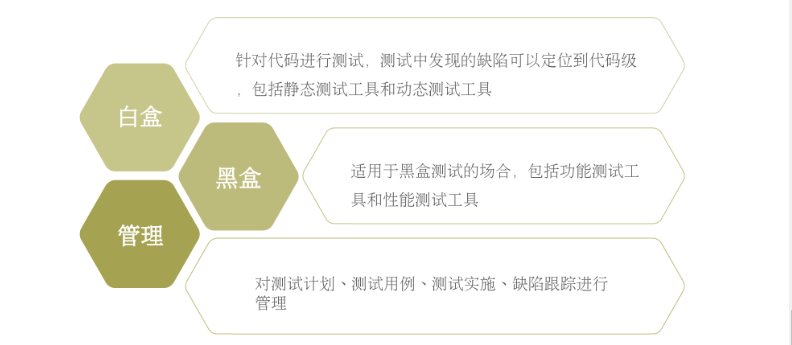 白盒
针对代码进行测试，测试中发现的缺陷可以定位到代码级
，包括静态测试工具和动态测试工具
黑盒
适用于黑盒测试的场合，包括功能测试工
具和性能测试工具
管理
对测试计划、测试用例、测试实施、缺陷跟踪进行
管理